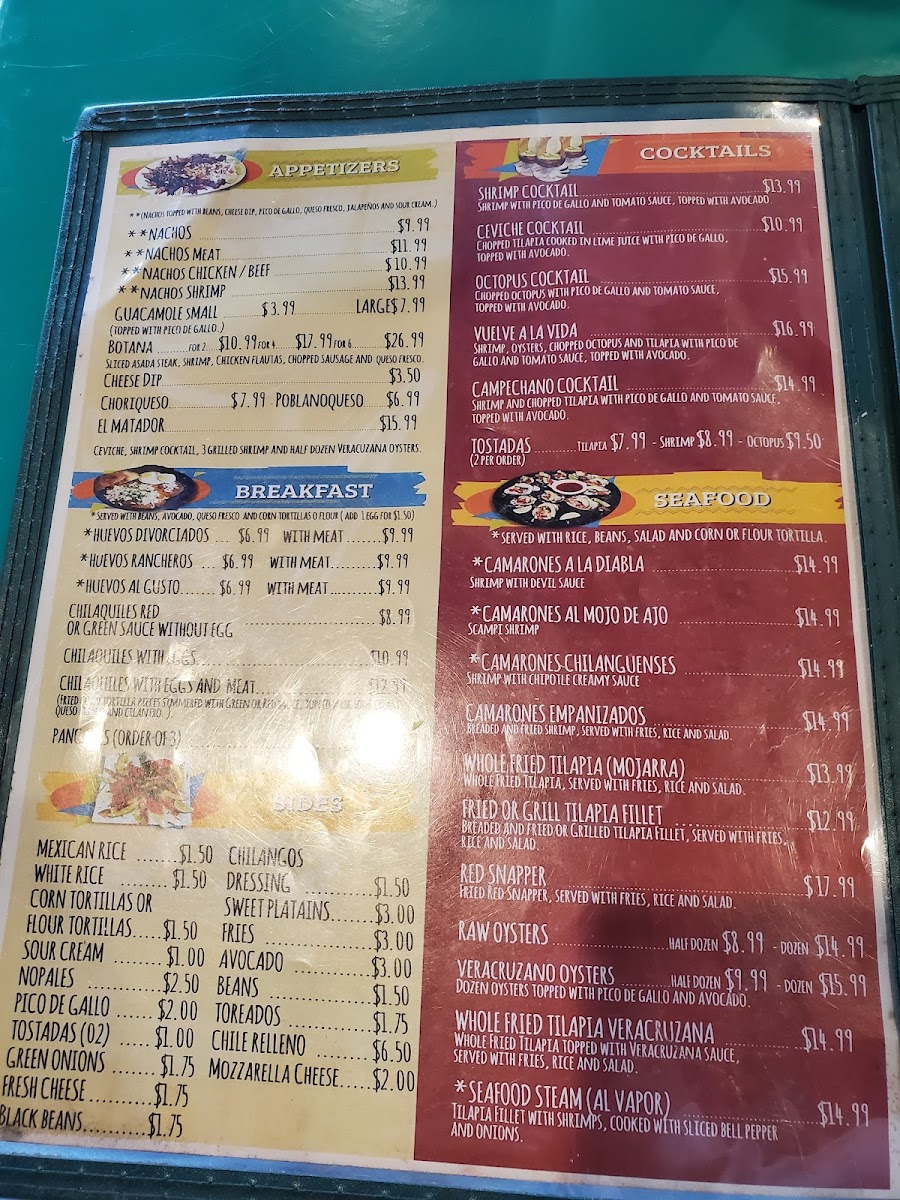 APPETIZERS
**(NACHOS TOPPED WITH BEANS, CHEESE DIP, PICO DE GALLO, QUESO FRESCO, JALAPEÑOS AND SOUR CREAM.)
**NACHOS $9.99
**NACHOS MEAT $11.99
**NACHOS CHICKEN / BEEF $10.99
**NACHOS SHRIMP $13.99
GUACAMOLE SMALL $3.99 LARGE$7.99
(TOPPED WITH PICO DE GALLO.)
BOTANA ........FOR 2. $10.99FOR 4. $17.99FOR 6 $26.99
SLICED ASADA STEAK, SHRIMP, CHICKEN FLAUTAS, CHOPPED SAUSAGE AND QUESO FRESCO.
CHEESE DIP $3.50
CHORIQUESO $7.99 POBLANOQUESO $6.99
EL MATADOR $15.99
CEVICHE, SHRIMP COCKTAIL, 3 GRILLED SHRIMP AND HALF DOZEN VERACUZANA OYSTERS.
BREAKFAST
*SERVED WITH BEANS, AVOCADO, QUESO FRESCO AND CORN TORTILLAS O FLOUR ( ADD 1 EGG FOR $1.50)
*HUEVOS DIVORCIADOS .... $6.99 WITH MEAT........$9.99
*HUEVOS RANCHEROS .... $6.99 WITH MEAT........$9.99
*HUEVOS AL GUSTO....... $6.99 WITH MEAT........$9.99
CHILAQUILES RED
OR GREEN SAUCE WITHOUT EGG $8.99
CHILAQUILES WITH EGGS $10.99
CHILAQUILES WITH EGGS AND MEAT
(FRIED TORTILLA PIECES SIMMERED WITH GREEN OR RED
QUESO AND CILANTRO.)
(ORDER OF 3)
SIDES
MEXICAN RICE ......$1.50
WHITE RICE ........$1.50
CORN TORTILLAS OR
FLOUR TORTILLAS.....$1.50
SOUR CREAM ........$1.00
NOPALES ........$2.50
PICO DE GALLO ......$2.00
TOSTADAS (02) .....$1.00
GREEN ONIONS ......$1.75
FRESH CHEESE ..........$1.75
BLACK BEANS..........$1.75
CHILANGOS
DRESSING ............$1.50
SWEET PLATAINS.......$3.00
FRIES ............$3.00
AVOCADO ............$3.00
BEANS ............$1.50
TOREADOS ............$1.75
CHILE RELLENO ........$6.50
MOZZARELLA CHEESE.....$2.00
COCKTAILS
SHRIMP COCKTAIL $13.99
SHRIMP WITH PICO DE GALLO AND TOMATO SAUCE, TOPPED WITH AVOCADO.
CEVICHE COCKTAIL $10.99
CHOPPED TILAPIA COOKED IN LIME JUICE WITH PICO DE GALLO,
TOPPED WITH AVOCADO.
OCTOPUS COCKTAIL $15.99
CHOPPED OCTOPUS WITH PICO DE GALLO AND TOMATO SAUCE,
TOPPED WITH AVOCADO.
VUELVE A LA VIDA $16.99
SHRIMP, OYSTERS, CHOPPED OCTOPUS AND TILAPIA WITH PICO DE
GALLO AND TOMATO SAUCE, TOPPED WITH AVOCADO.
CAMPECHANO COCKTAIL $14.99
SHRIMP AND CHOPPED TILAPIA WITH PICO DE GALLO AND TOMATO SAUCE,
TOPPED WITH AVOCADO.
TOSTADAS ..........TILAPIA $7.99 - SHRIMP $8.99 - OCTOPUS $9.50
(2 PER ORDER)
SEAFOOD
*SERVED WITH RICE, BEANS, SALAD AND CORN OR FLOUR TORTILLA.
*CAMARONES A LA DIABLA $14.99
SHRIMP WITH DEVIL SAUCE
*CAMARONES AL MOJO DE AJO $14.99
SCAMPI SHRIMP
*CAMARONES CHILANGUENSES $14.99
SHRIMP WITH CHIPOTLE CREAMY SAUCE
CAMARONES EMPANIZADOS $14.99
BREADED AND FRIED SHRIMP, SERVED WITH FRIES, RICE AND SALAD.
WHOLE FRIED TILAPIA (MOJARRA) $13.99
WHOLE FRIED TILAPIA, SERVED WITH FRIES, RICE AND SALAD.
FRIED OR GRILL TILAPIA FILLET $12.99
BREADED AND FRIED OR GRILLED TILAPIA FILLET, SERVED WITH FRIES,
RICE AND SALAD.
RED SNAPPER $17.99
FRIED RED SNAPPER, SERVED WITH FRIES, RICE AND SALAD.
RAW OYSTERS HALF DOZEN $8.99 - DOZEN $14.99
VERACRUZANO OYSTERS HALF DOZEN $9.99 - DOZEN $15.99
DOZEN OYSTERS TOPPED WITH PICO DE GALLO AND AVOCADO.
WHOLE FRIED TILAPIA VERACRUZANA $14.99
WHOLE FRIED TILAPIA TOPPED WITH VERACRUZANA SAUCE,
SERVED WITH FRIES, RICE AND SALAD.
*SEAFOOD STEAM (AL VAPOR) $14.99
TILAPIA FILLET WITH SHRIMPS, COOKED WITH SLICED BELL PEPPER
AND ONIONS.